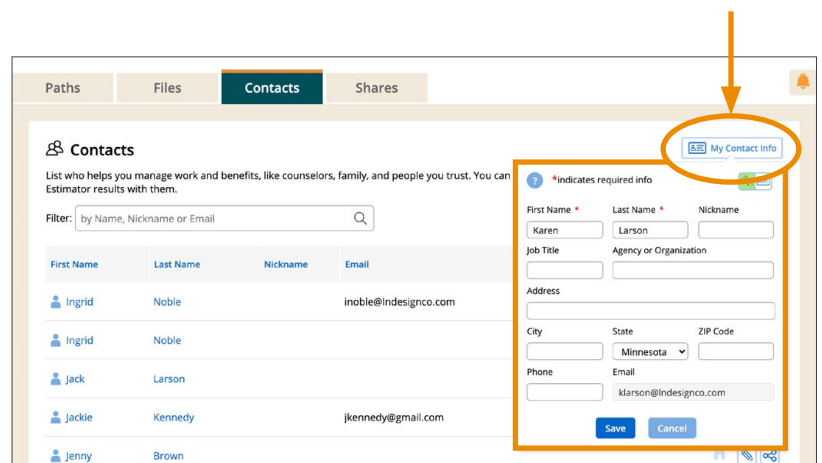 Paths Files Contacts Shares
Contacts
My Contact Info
List who helps you manage work and benefits, like counselors, family, and people you trust. You can
Estimator results with them.
Filter: by Name, Nickname or Email
First Name Last Name Nickname Email
Ingrid Noble inoble@lndesignco.com
Ingrid Noble
Jack Larson
Jackie Kennedy jkennedy@gmail.com
Jenny Brown
? *indicates required info
First Name * Last Name * Nickname
Karen Larson
Job Title Agency or Organization
Address
City State ZIP Code
Minnesota
Phone Email
klarson@lndesignco.com
Save Cancel